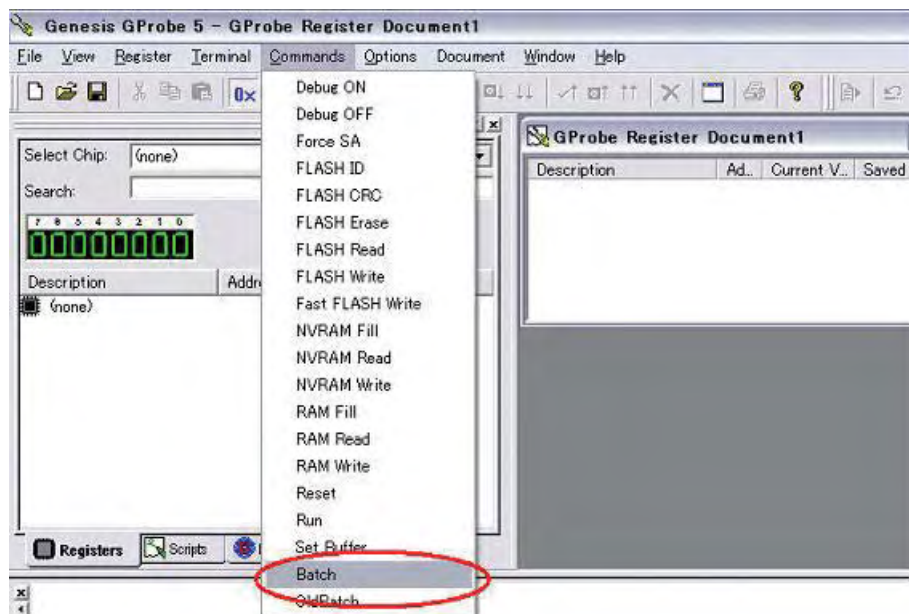 Genesis GProbe 5 - GProbe Register Document1
File View Register Terminal Commands Options Document Window Help
0x
Select Chip: (none)
Search:
7 6 5 4 3 2 1 0
00000000
Description Addr
(none)
Registers Scripts
Debug ON
Debug OFF
Force SA
FLASH ID
FLASH CRC
FLASH Erase
FLASH Read
FLASH Write
Fast FLASH Write
NVRAM Fill
NVRAM Read
NVRAM Write
RAM Fill
RAM Read
RAM Write
Reset
Run
Set Buffer
Batch
OldBatch
GProbe Register Document1
Description Ad... Current V... Saved